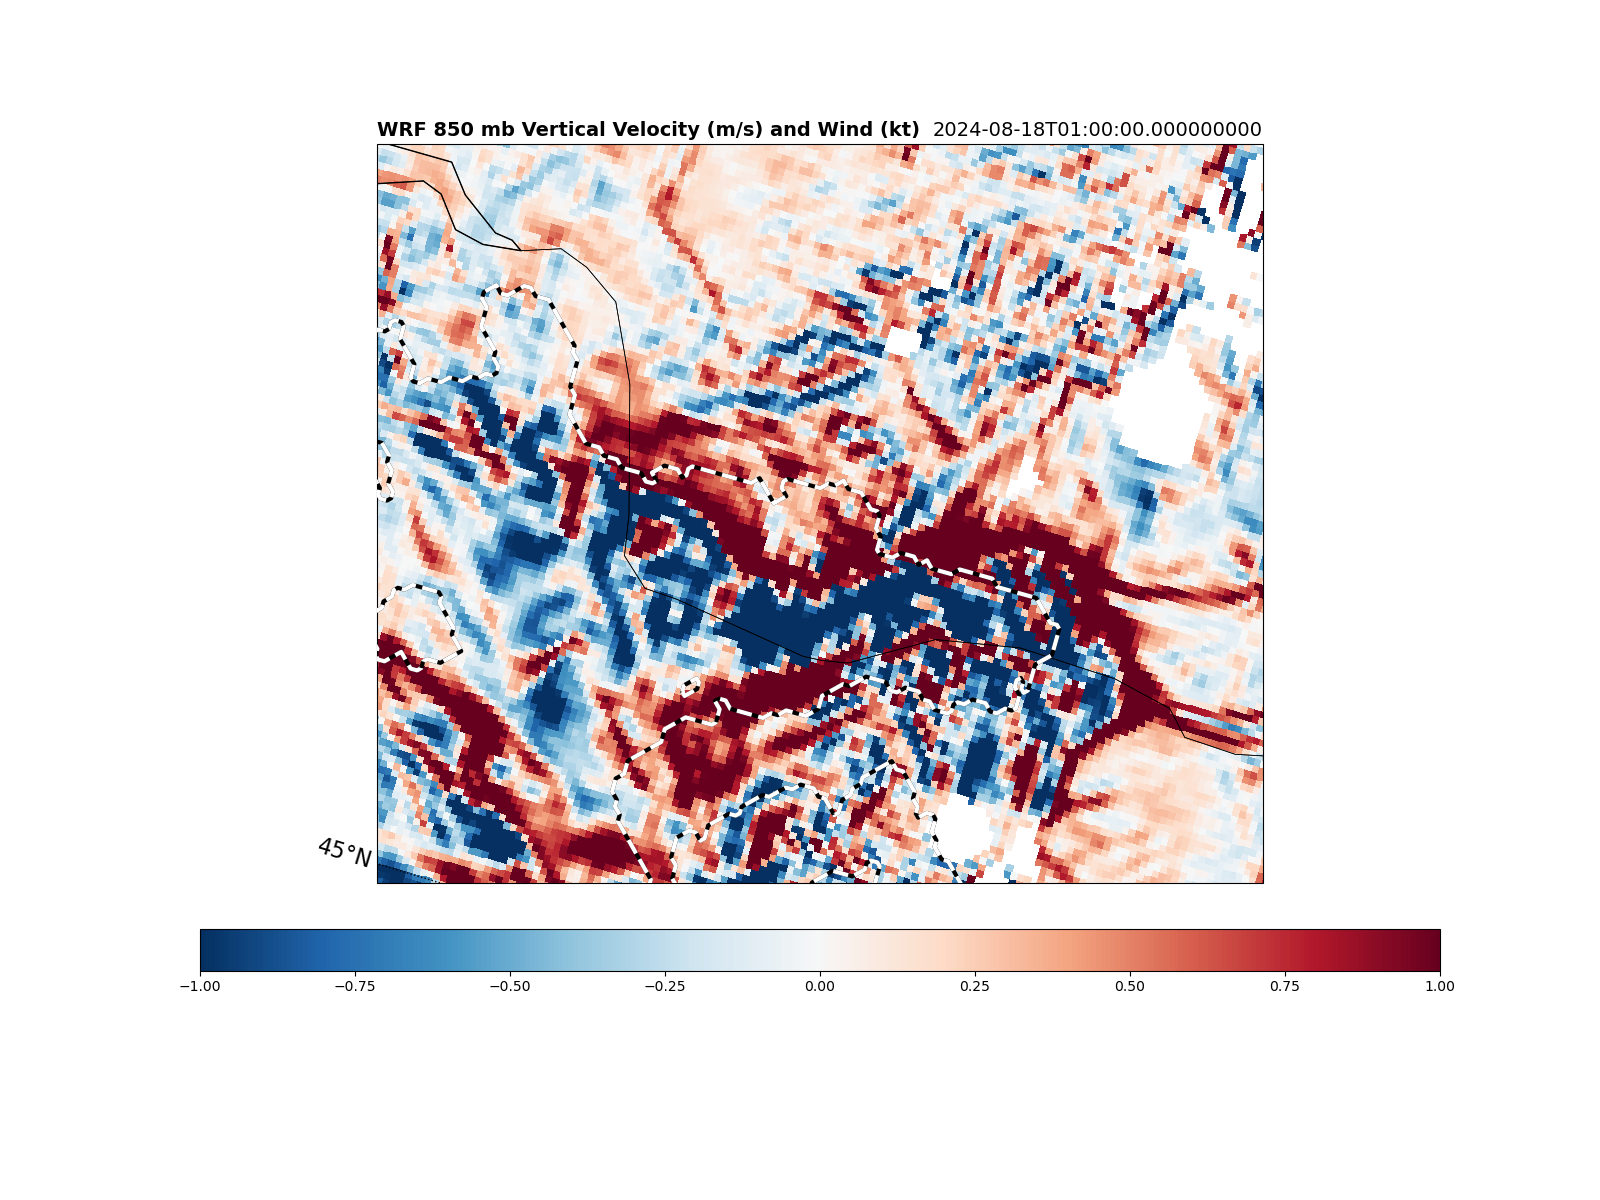 WRF 850 mb Vertical Velocity (m/s) and Wind (kt) 2024-08-18T01:00:00.000000000
45°N
−1.00 −0.75 −0.50 −0.25 0.00 0.25 0.50 0.75 1.00